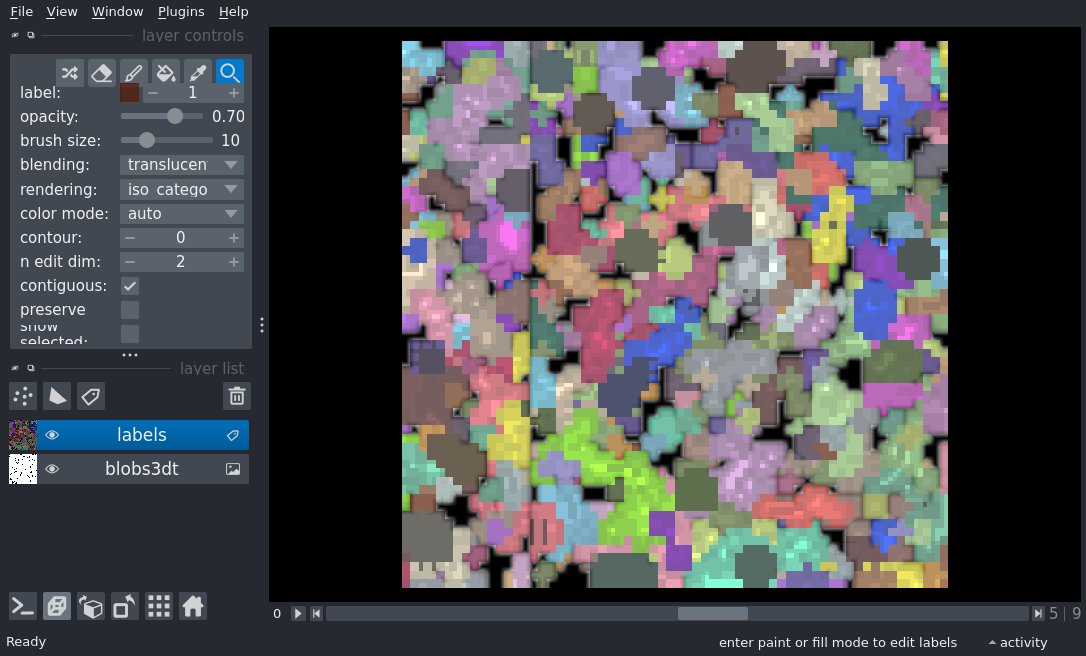 File View Window Plugins Help
layer controls
label: 1
opacity: 0.70
brush size: 10
blending: translucen
rendering: iso_catego
color mode: auto
contour: 0
n edit dim: 2
contiguous:
preserve
show
selected:
layer list
labels
blobs3dt
0 5 | 9
Ready enter paint or fill mode to edit labels activity